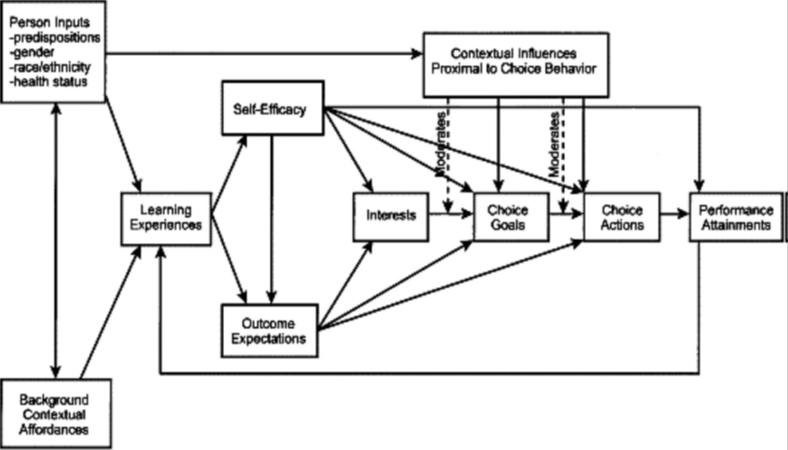 Person Inputs
-predispositions
-gender
-race/ethnicity
-health status
Contextual Influences
Proximal to Choice Behavior
Self-Efficacy
Moderates
Moderates
Learning
Experiences
Interests
Choice
Goals
Choice
Actions
Performance
Attainments
Outcome
Expectations
Background
Contextual
Affordances